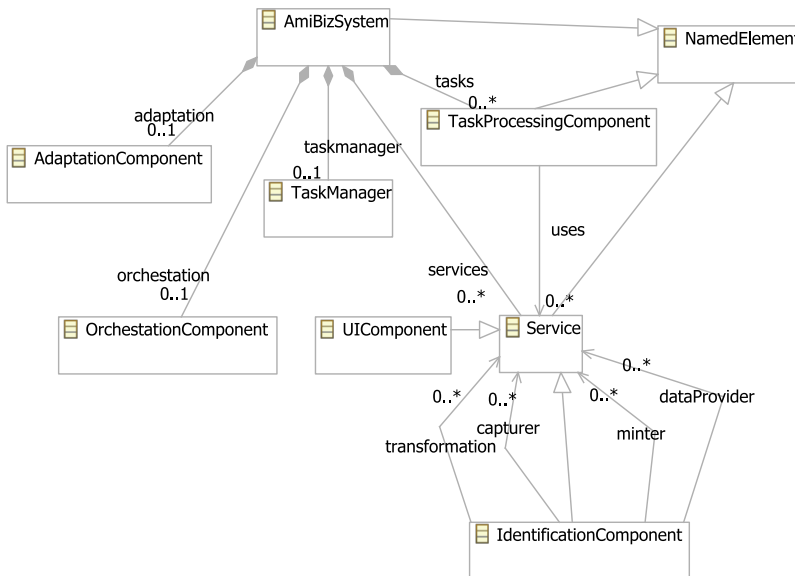 AmiBizSystem
NamedElement
tasks
0..*
adaptation
0..1
TaskProcessingComponent
taskmanager
AdaptationComponent
0..1
TaskManager
uses
orchestation
0..1
services
0..*
0..*
OrchestationComponent
UIComponent
Service
0..*
0..*
0..*
0..*
dataProvider
capturer
minter
transformation
IdentificationComponent